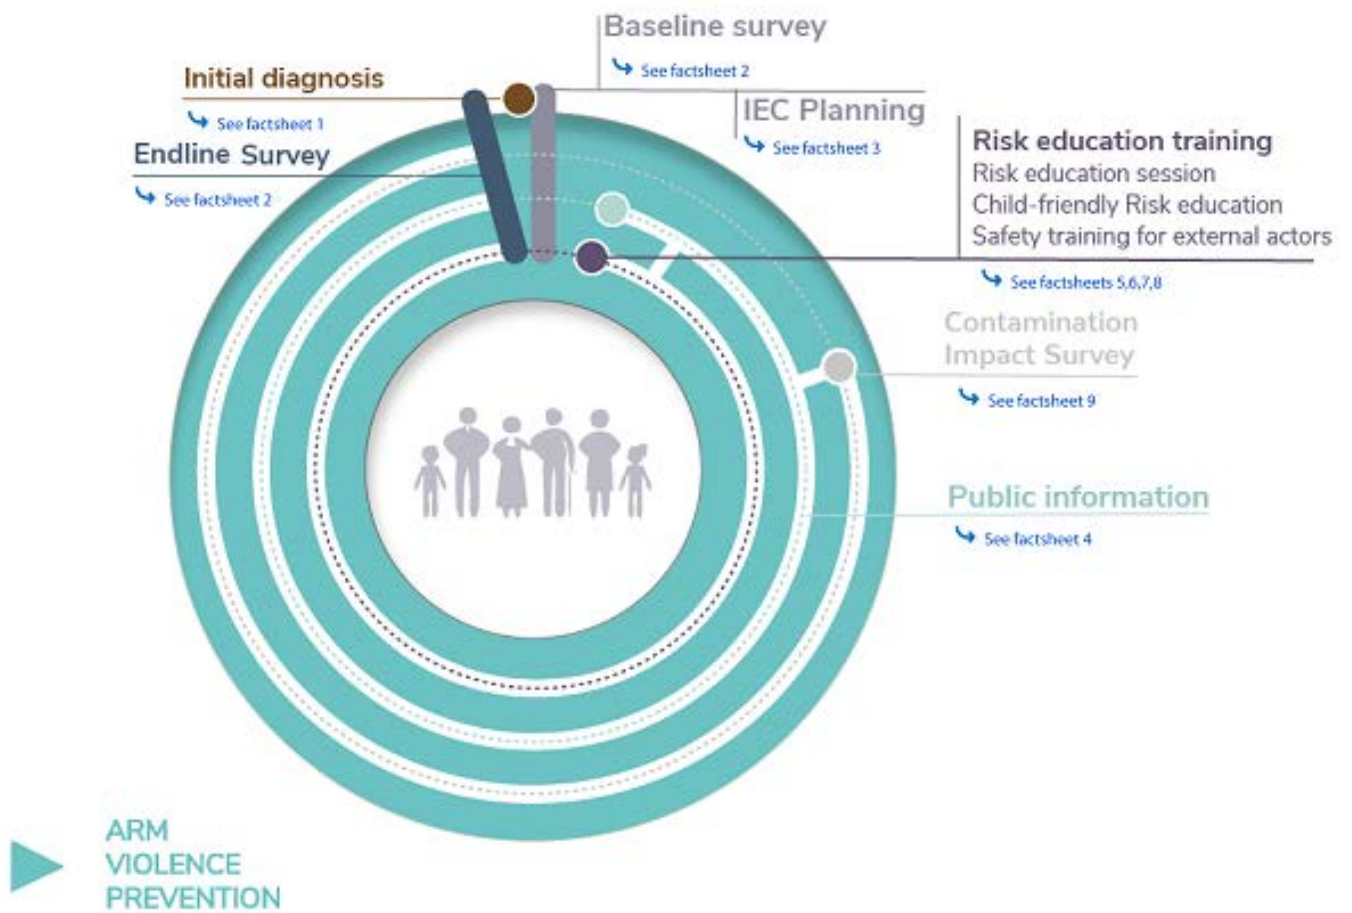 Baseline survey
See factsheet 2
Initial diagnosis
See factsheet 1
IEC Planning
See factsheet 3
Endline Survey
See factsheet 2
Risk education training
Risk education session
Child-friendly Risk education
Safety training for external actors
See factsheets 5,6,7,8
Contamination
Impact Survey
See factsheet 9
Public information
See factsheet 4
ARM
VIOLENCE
PREVENTION